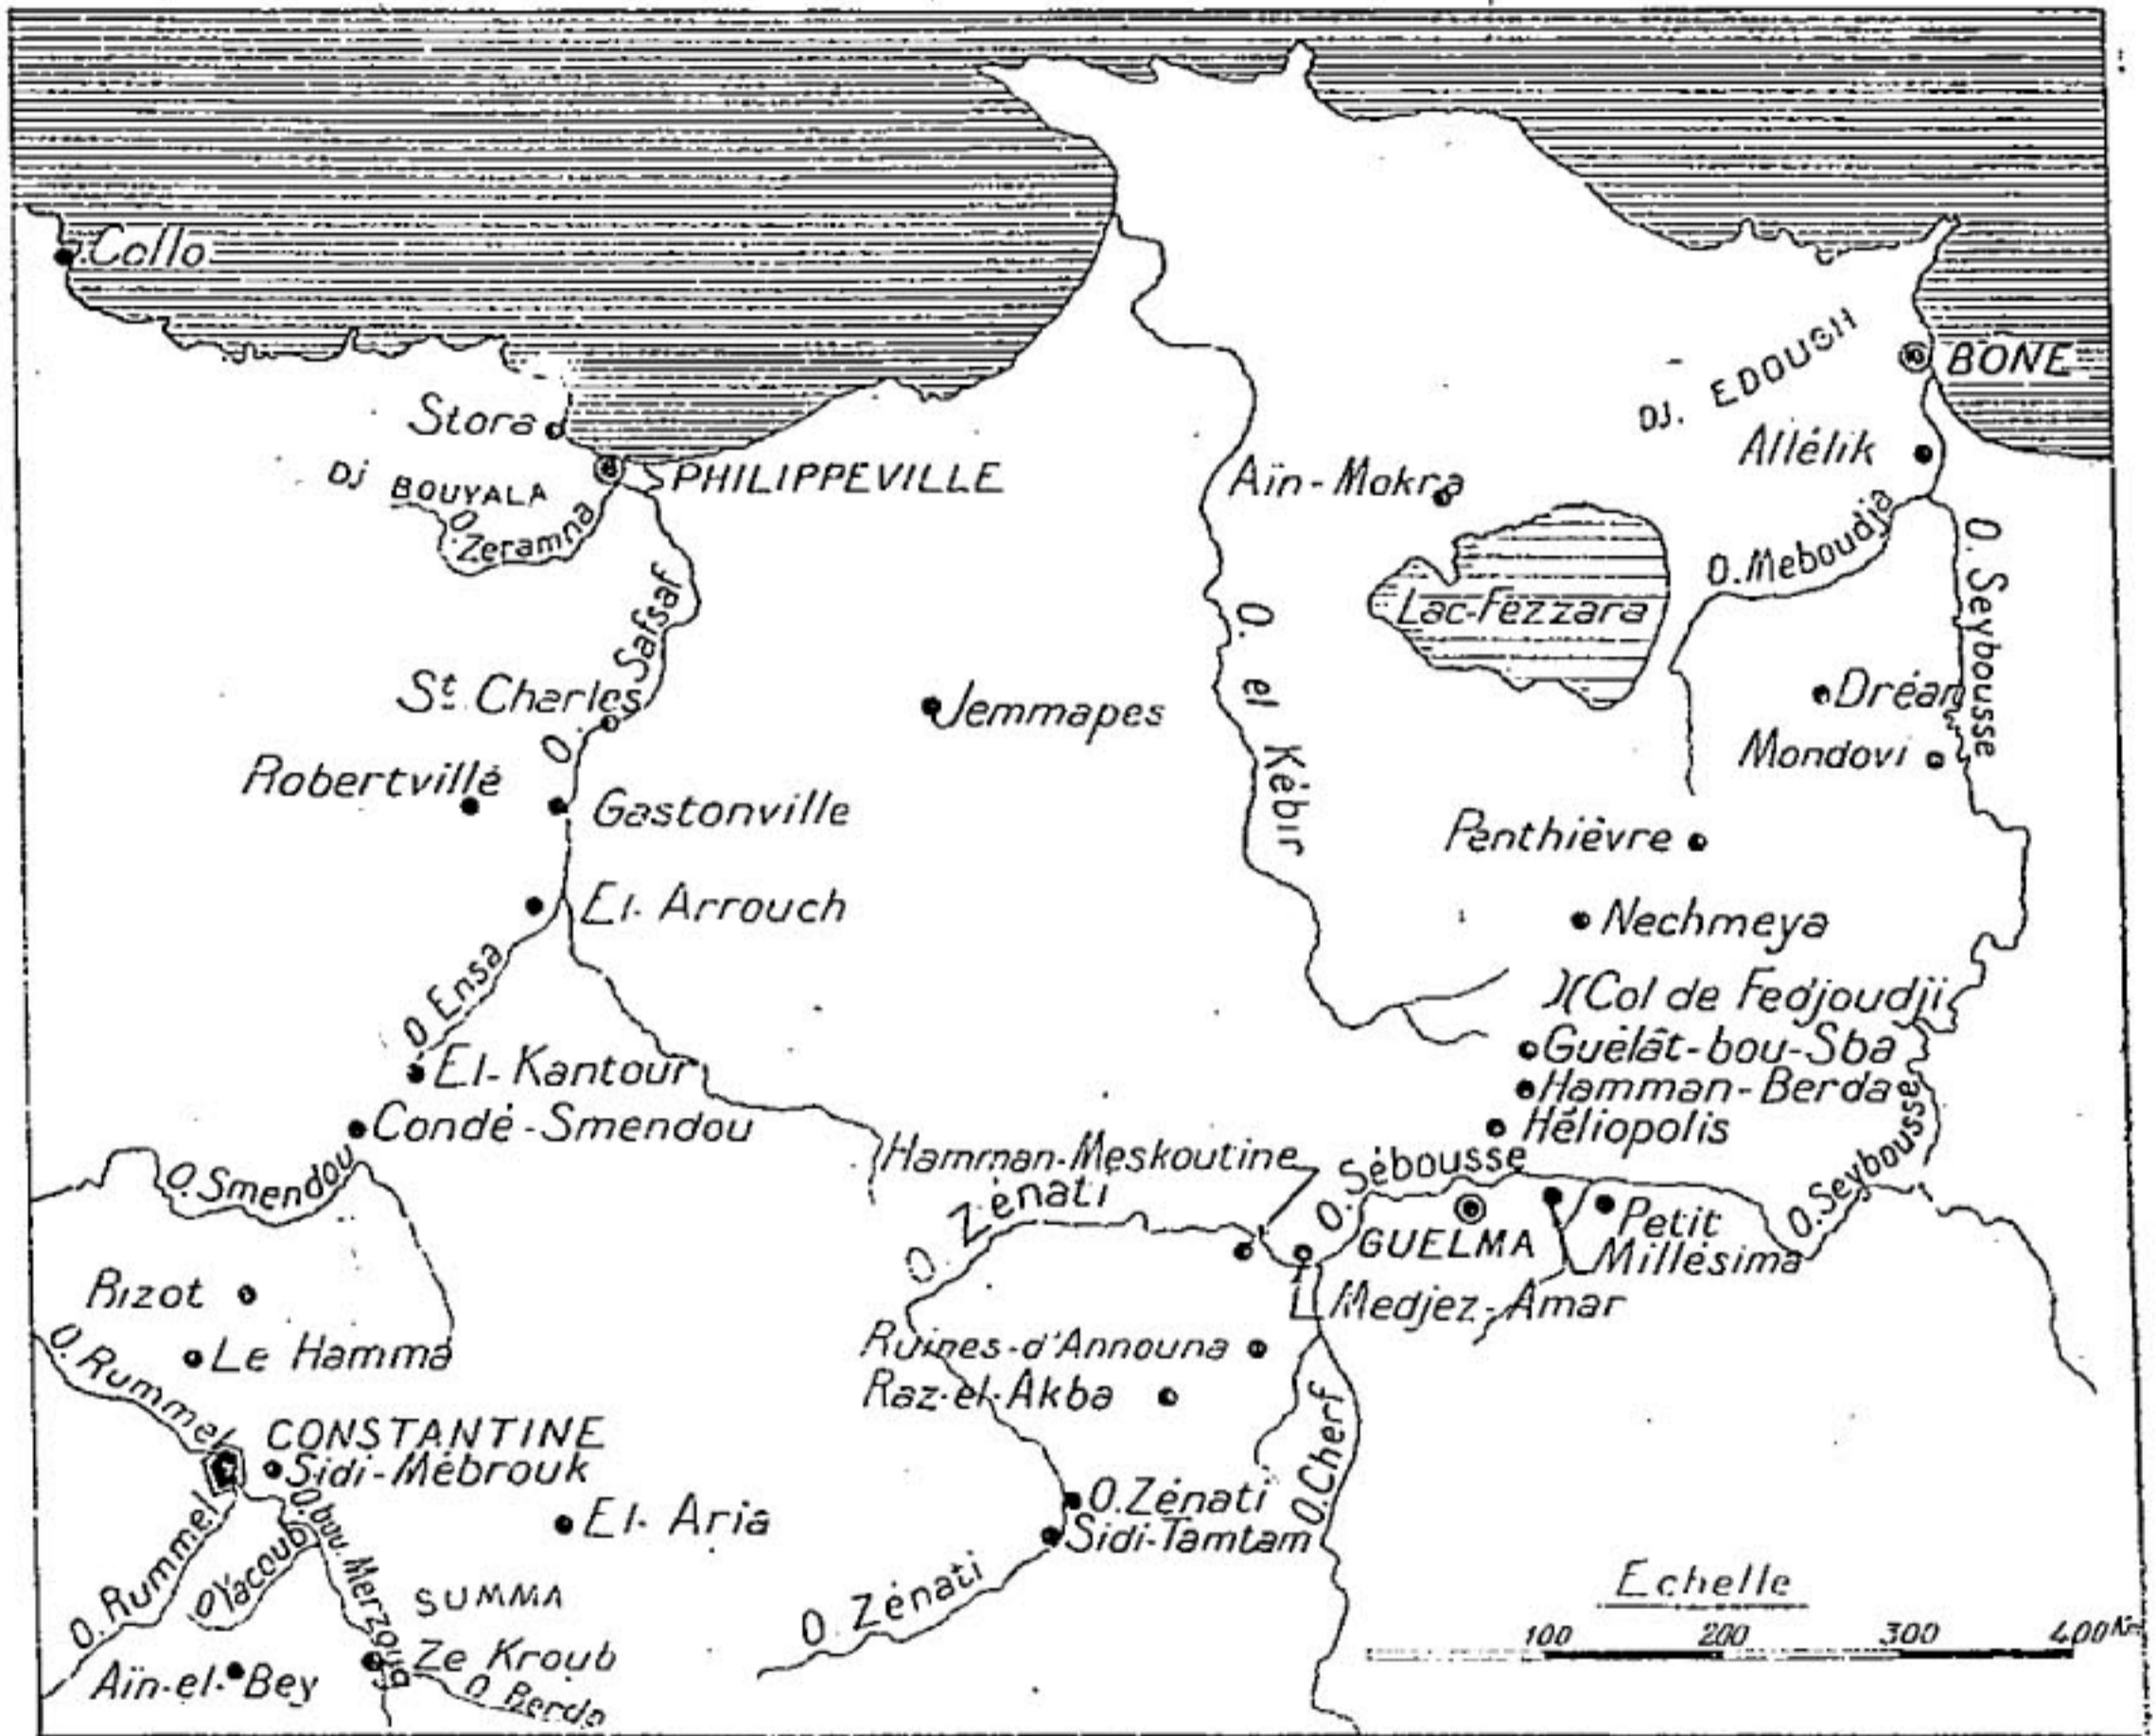 Collo
Stora
PHILIPPEVILLE
Dj BOUYALA
O. Zeramna
O. Safsaf
St. Charles
Robertville
Gastonville
El-Arrouch
O Ensa
El-Kantour
Condé-Smendou
O. Smendou
Jemmapes
DJ. EDOUGH
BONE
Allélik
Aïn-Mokra
O. Meboudja
O. Seybousse
Lac-Fezzara
O. el Kébir
Dréan
Mondovi
Penthièvre
Nechmeya
Col de Fedjoudji
Guélât-bou-Sba
Hamman-Berda
Héliopolis
Hamman-Meskoutine
O. Sébousse
O. Seybousse
O. Zénati
GUELMA
Petit
Millésima
Medjez-Amar
Ruines-d'Announa
Raz-el-Akba
O. Cherf
O. Zénati
Sidi-Tamtam
O. Zénati
Bizot
Le Hamma
O. Rummel
CONSTANTINE
Sidi-Mébrouk
O. bou. Merzoug
El-Aria
O. Rummel
O Yacoub
SUMMA
Ze Kroub
Aïn-el-Bey
O Berda
Echelle
100 200 300 400 Km